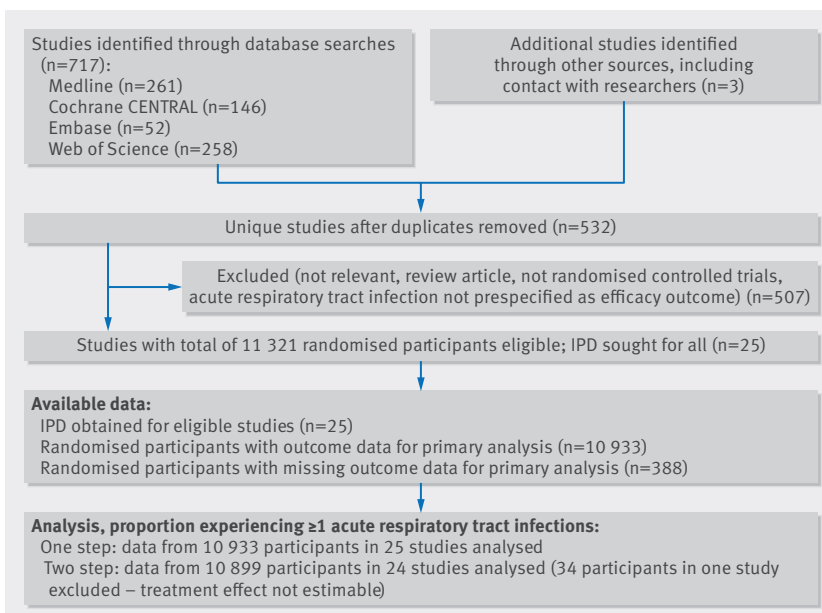 Studies identified through database searches
(n=717):
Medline (n=261)
Cochrane CENTRAL (n=146)
Embase (n=52)
Web of Science (n=258)
Additional studies identified
through other sources, including
contact with researchers (n=3)
Unique studies after duplicates removed (n=532)
Excluded (not relevant, review article, not randomised controlled trials,
acute respiratory tract infection not prespecified as efficacy outcome) (n=507)
Studies with total of 11 321 randomised participants eligible; IPD sought for all (n=25)
Available data:
IPD obtained for eligible studies (n=25)
Randomised participants with outcome data for primary analysis (n=10 933)
Randomised participants with missing outcome data for primary analysis (n=388)
Analysis, proportion experiencing ≥1 acute respiratory tract infections:
One step: data from 10 933 participants in 25 studies analysed
Two step: data from 10 899 participants in 24 studies analysed (34 participants in one study
excluded – treatment effect not estimable)